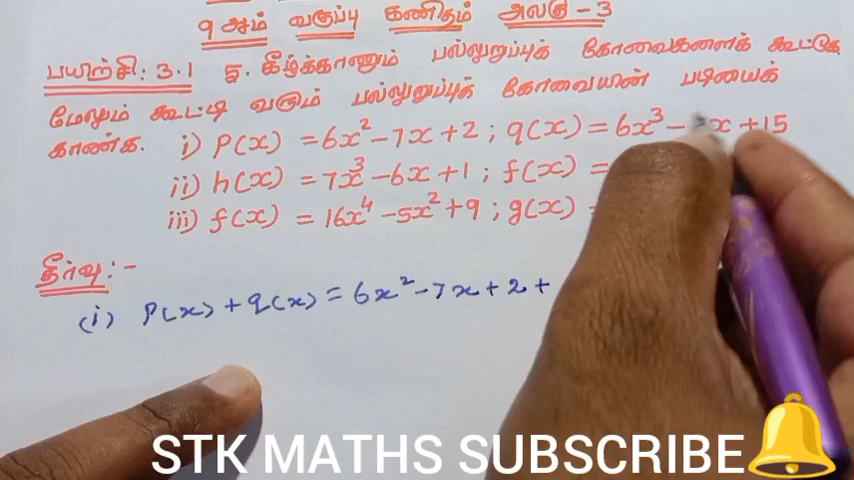 9 ஆம் வகுப்பு கணிதம் அலகு - 3
பயிற்சி: 3.1 5. கீழ்க்காணும் பல்லுறுப்புக் கோவைகளைக் கூட்டுக
மேலும் கூட்டி வரும் பல்லுறுப்புக் கோவையின் படியைக்
காண்க. i) P(x) = 6x² - 7x + 2 ; q(x) = 6x³ - x + 15
ii) h(x) = 7x³ - 6x + 1 ; f(x) =
iii) f(x) = 16x⁴ - 5x² + 9 ; g(x) =
தீர்வு :-
(i) P(x) + q(x) = 6x² - 7x + 2 +
STK MATHS SUBSCRIBE